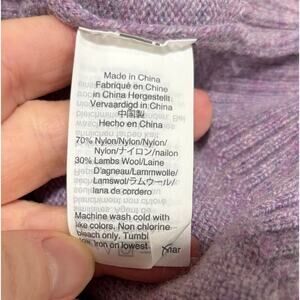 Made in China
Fabriqué en Chine
in China Hergestellt
Vervaardigd in China
中国製
Hecho en China
70% Nylon/Nylon/Nylon/
Nylon/ナイロン/nailon
30% Lambs Wool/Laine
D'agneau/Lammwolle/
Lamswol/ラムウール/
lana de cordero
Machine wash cold with
like colors. Non chlorine
bleach only. Tumbl
Iron on lowest